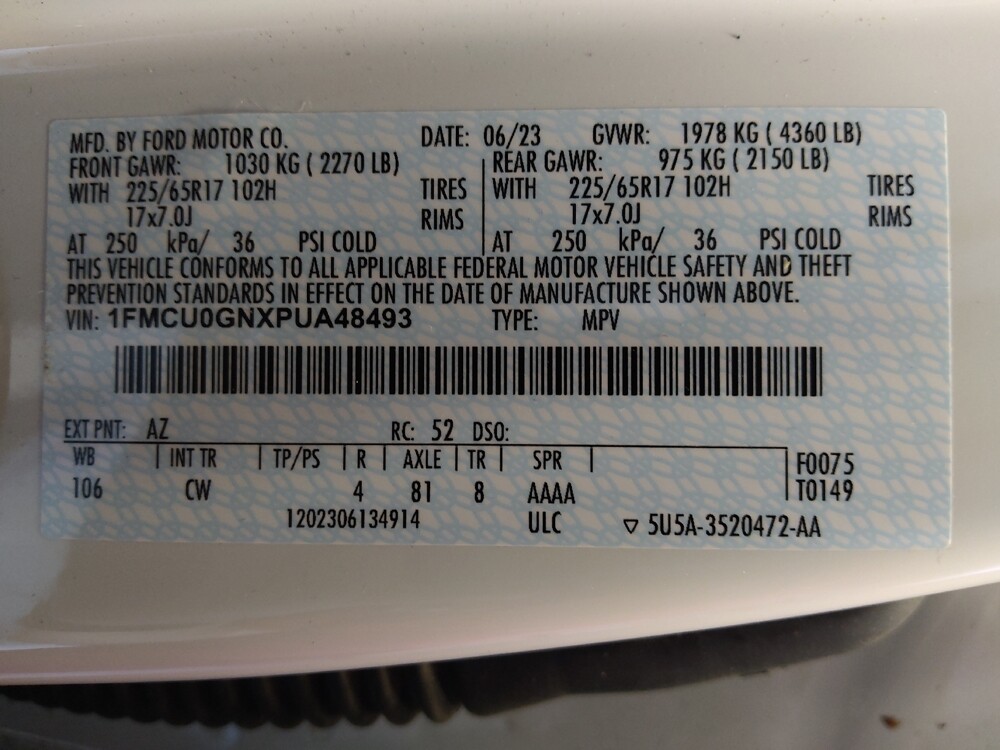 MFD. BY FORD MOTOR CO. DATE: 06/23 GVWR: 1978 KG ( 4360 LB)
FRONT GAWR: 1030 KG ( 2270 LB) REAR GAWR: 975 KG ( 2150 LB)
WITH 225/65R17 102H TIRES WITH 225/65R17 102H TIRES
17x7.0J RIMS 17x7.0J RIMS
AT 250 kPa/ 36 PSI COLD AT 250 kPa/ 36 PSI COLD
THIS VEHICLE CONFORMS TO ALL APPLICABLE FEDERAL MOTOR VEHICLE SAFETY AND THEFT
PREVENTION STANDARDS IN EFFECT ON THE DATE OF MANUFACTURE SHOWN ABOVE.
VIN: 1FMCU0GNXPUA48493 TYPE: MPV
EXT PNT: AZ RC: 52 DSO:
WB INT TR TP/PS R AXLE TR SPR F0075
106 CW 4 81 8 AAAA T0149
1202306134914 ULC ▽ 5U5A-3520472-AA